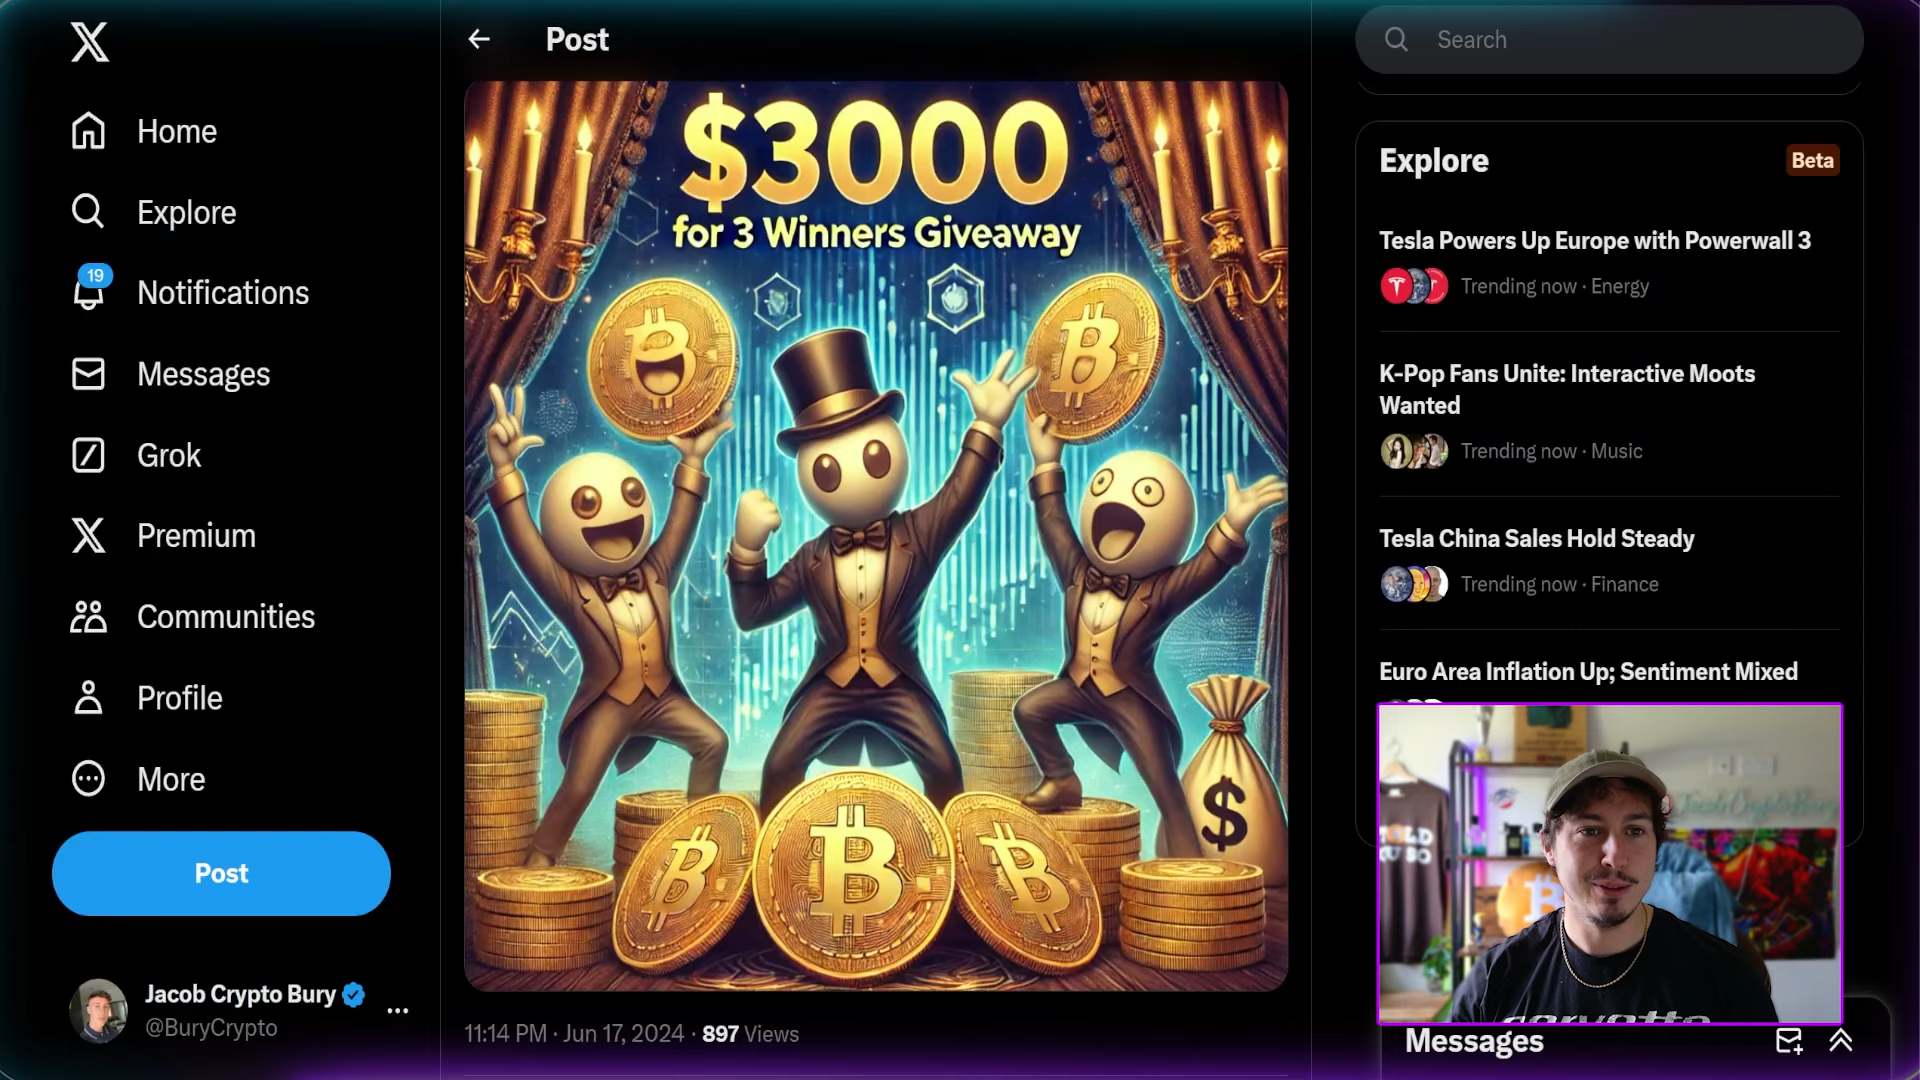 Home
Explore
19
Notifications
Messages
Grok
Premium
Communities
Profile
More
Post
Jacob Crypto Bury
@BuryCrypto
Post
$3000
for 3 Winners Giveaway
11:14 PM · Jun 17, 2024 · 897 Views
Search
Explore
Beta
Tesla Powers Up Europe with Powerwall 3
Trending now · Energy
K-Pop Fans Unite: Interactive Moots
Wanted
Trending now · Music
Tesla China Sales Hold Steady
Trending now · Finance
Euro Area Inflation Up; Sentiment Mixed
Messages